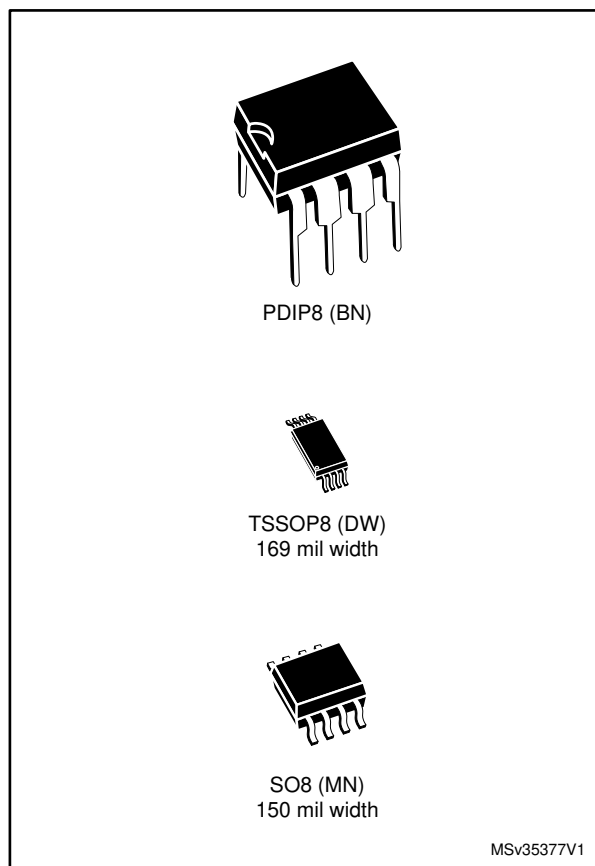 PDIP8 (BN)
TSSOP8 (DW)
169 mil width
SO8 (MN)
150 mil width
MSv35377V1